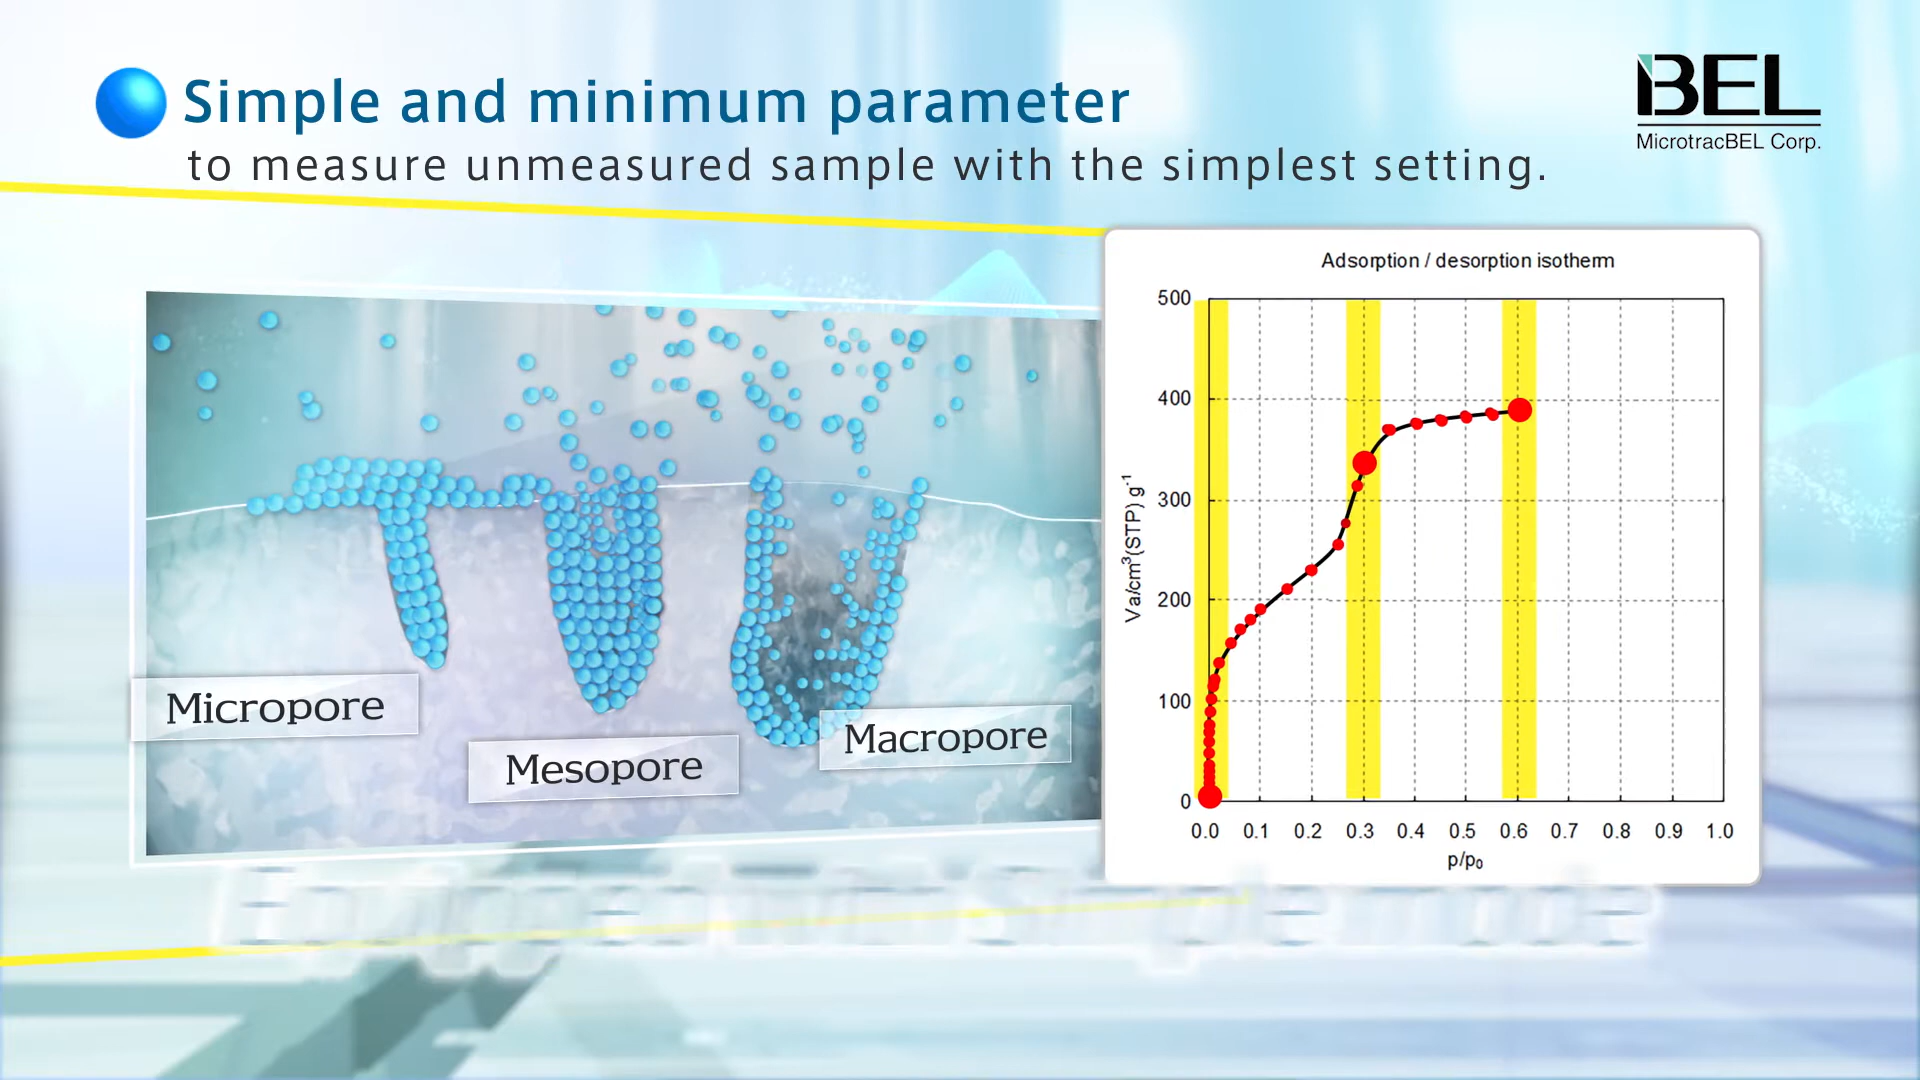 Simple and minimum parameter
to measure unmeasured sample with the simplest setting.
BEL
MicrotracBEL Corp.
Micropore
Mesopore
Macropore
Adsorption / desorption isotherm
500
400
300
200
100
0
Va/cm³(STP) g⁻¹
0.0 0.1 0.2 0.3 0.4 0.5 0.6 0.7 0.8 0.9 1.0
p/p₀